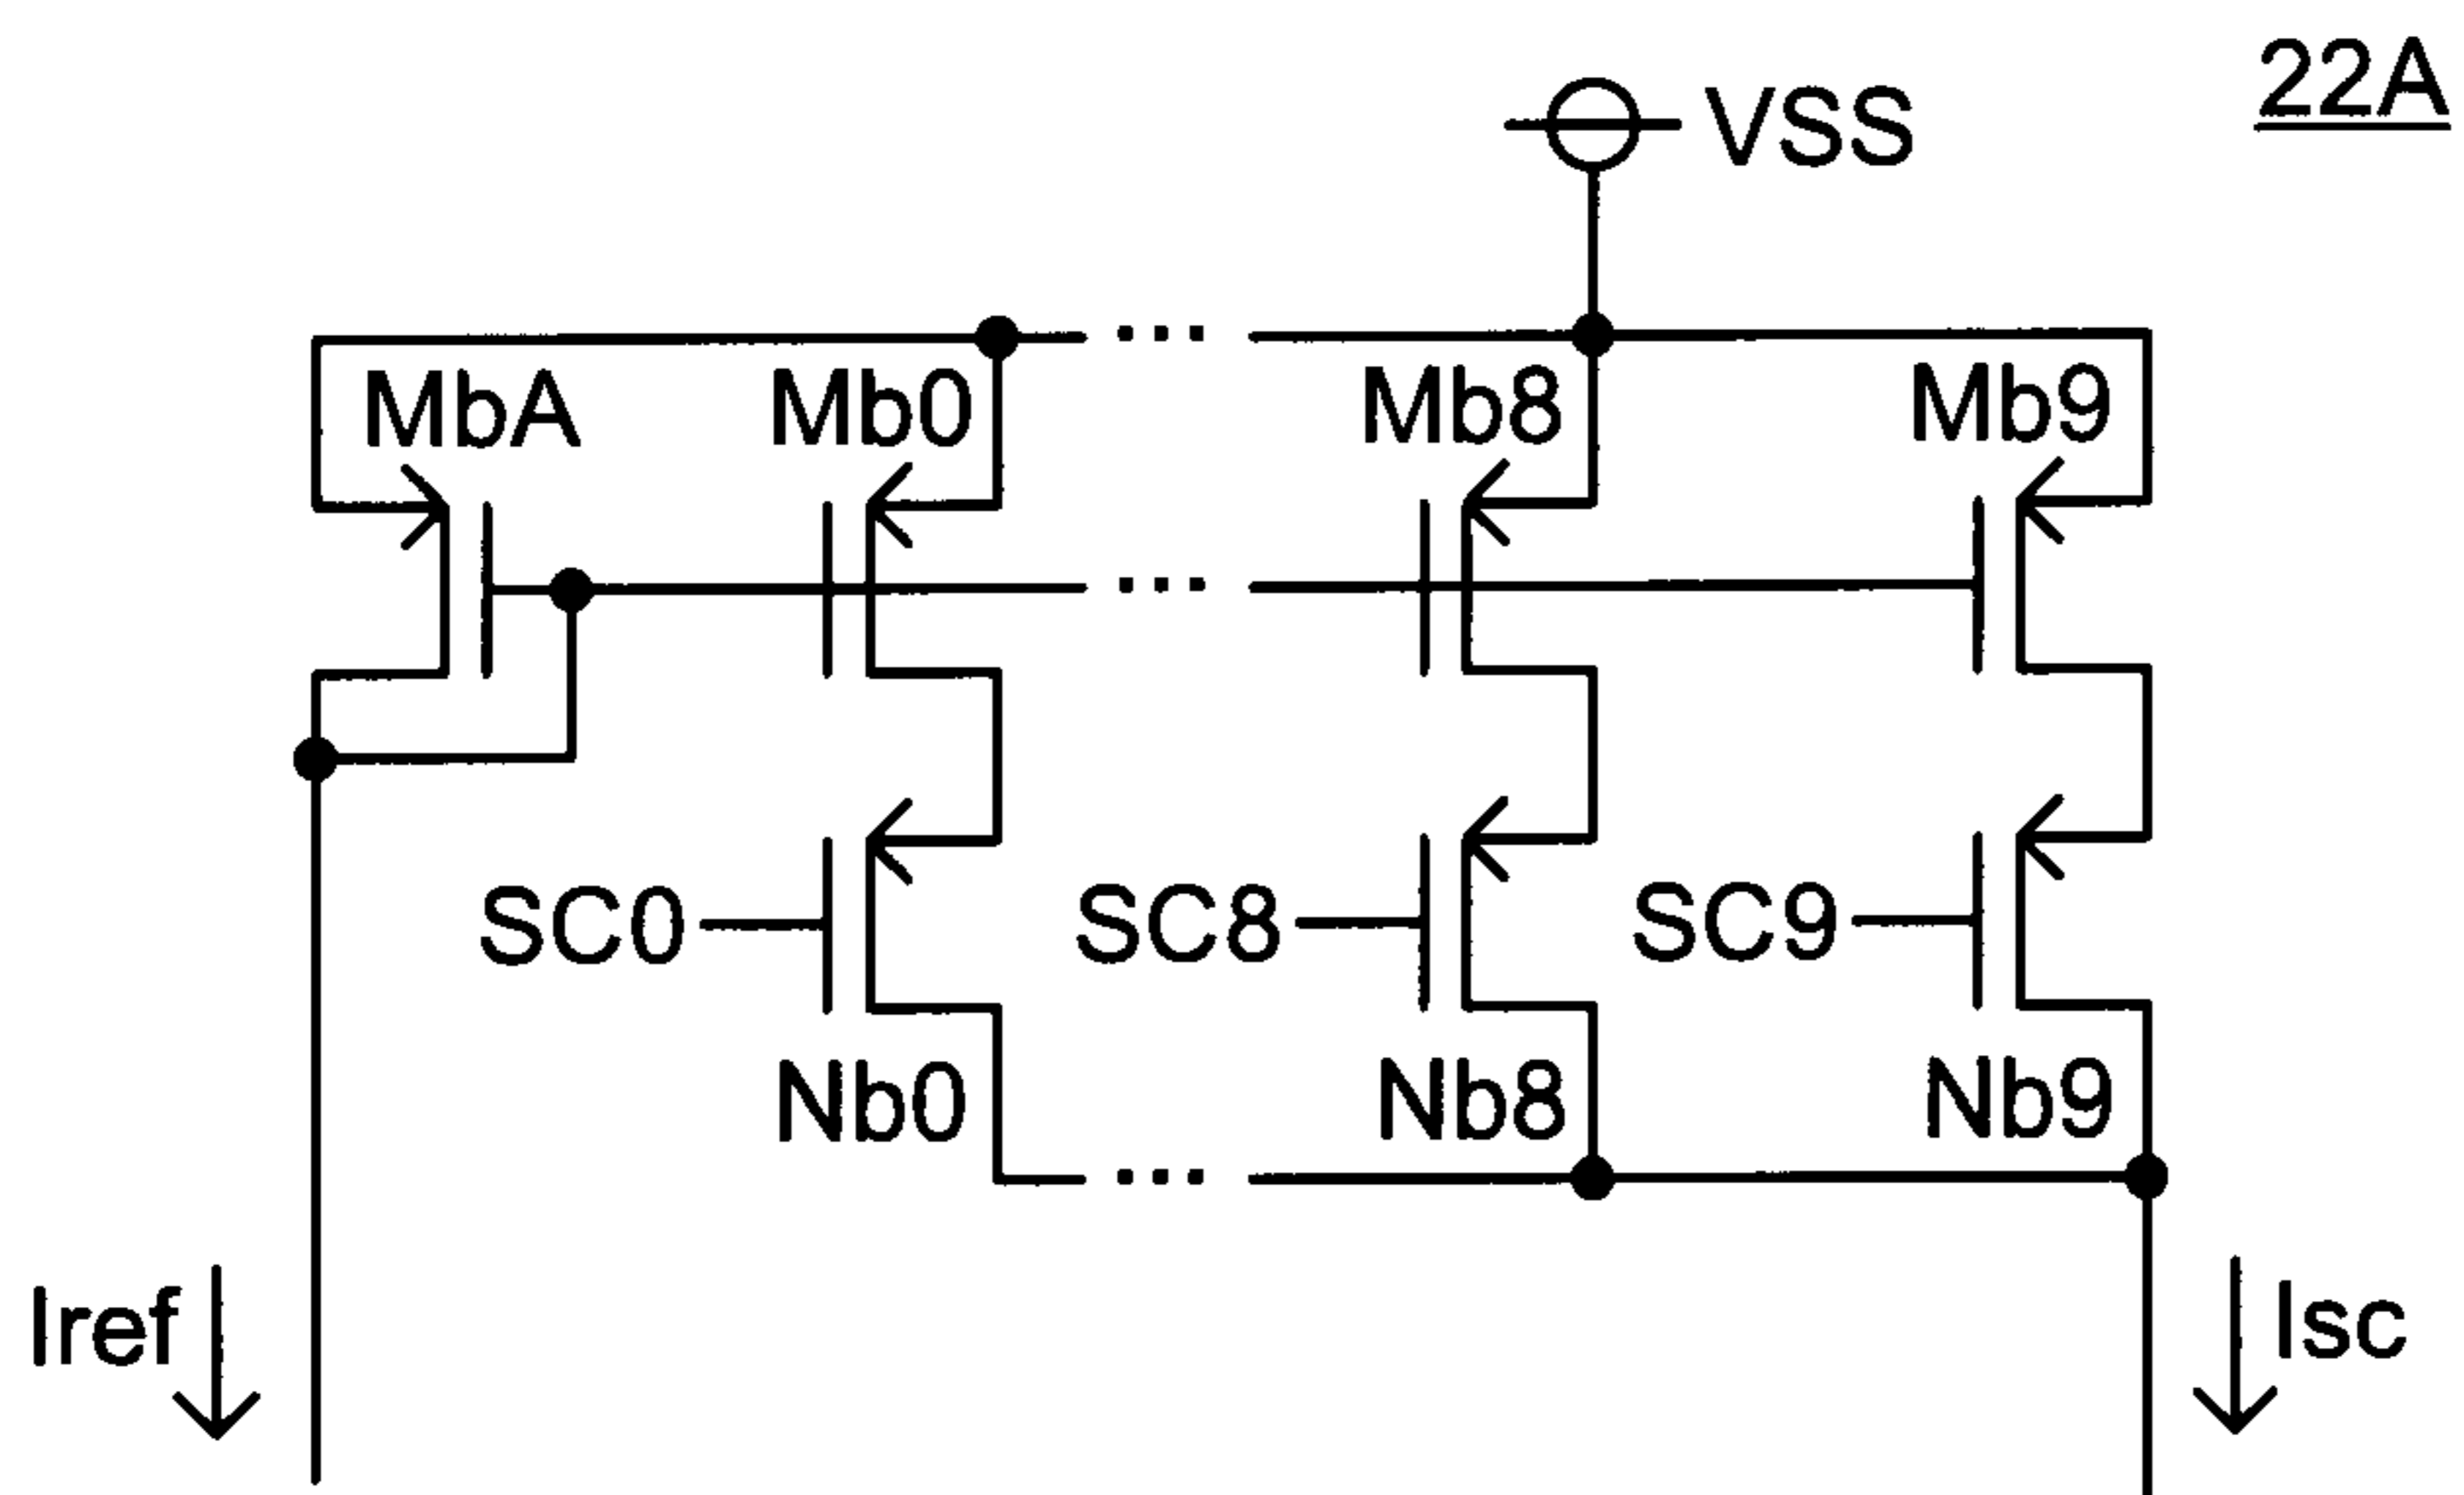 22A
VSS
MbA
Mb0
Mb8
Mb9
SC0
SC8
SC9
Nb0
Nb8
Nb9
Iref
Isc